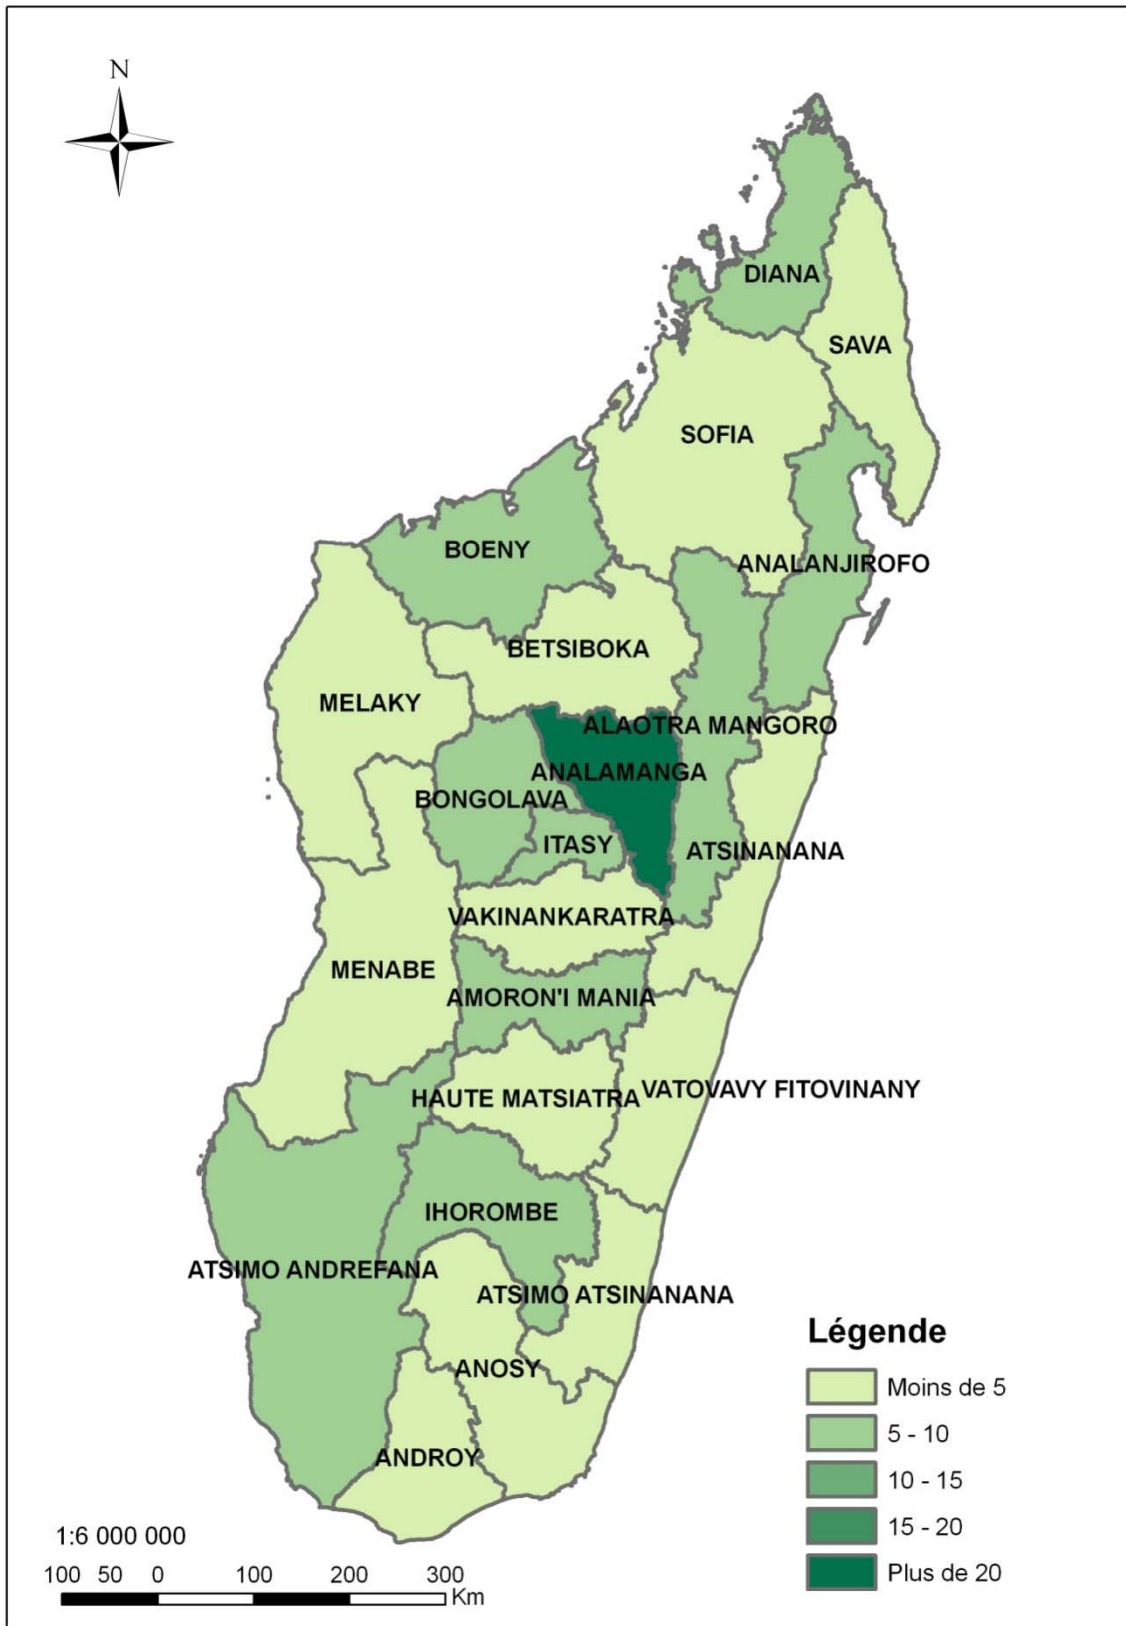 N
DIANA
SAVA
SOFIA
BOENY
ANALANJIROFO
BETSIBOKA
MELAKY
ALAOTRA MANGORO
ANALAMANGA
BONGOLAVA
ITASY
ATSINANANA
VAKINANKARATRA
MENABE
AMORON'I MANIA
HAUTE MATSIATRA
VATOVAVY FITOVINANY
IHOROMBE
ATSIMO ANDREFANA
ATSIMO ATSINANANA
ANOSY
ANDROY
Légende
Moins de 5
5 - 10
10 - 15
15 - 20
Plus de 20
1:6 000 000
100 50 0 100 200 300
Km